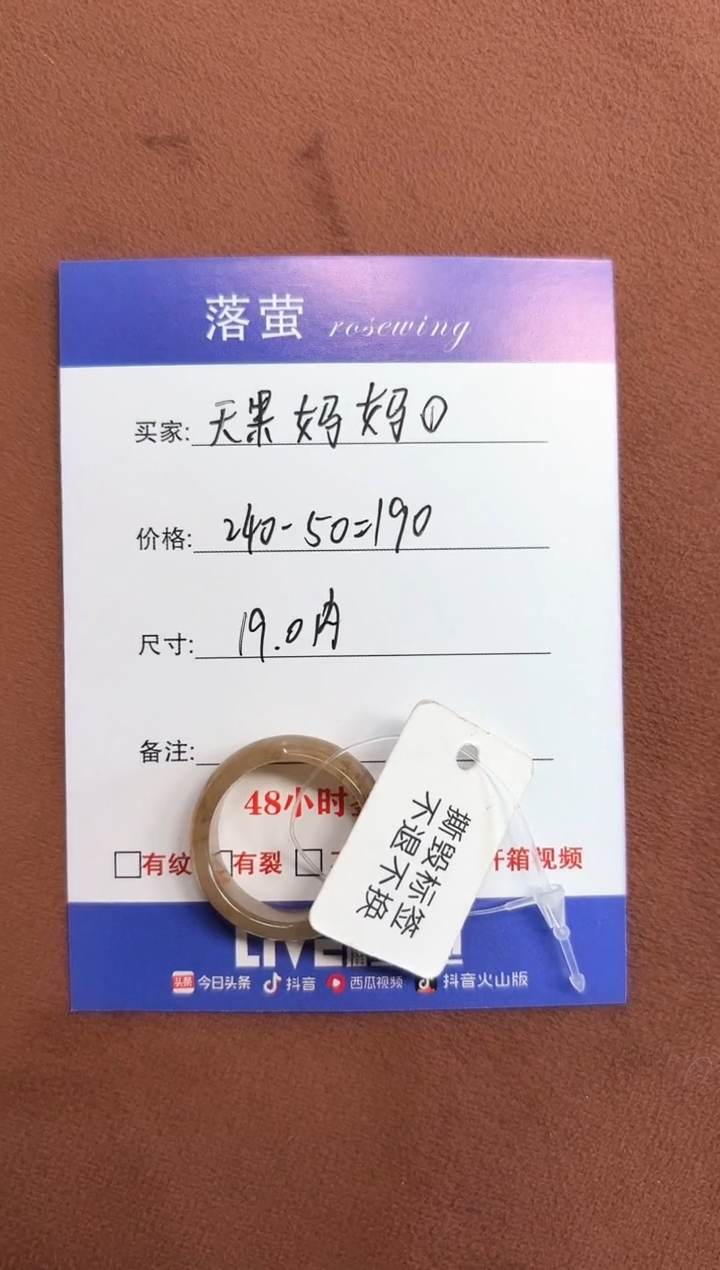 落萤 rosewing
买家: 天果妈妈①
价格: 240-50=190
尺寸: 19.0内
备注:
48小时
有纹 有裂 开箱视频
撕毁标签
不退不换
LIVE
头条 今日头条 抖音 西瓜视频 抖音火山版